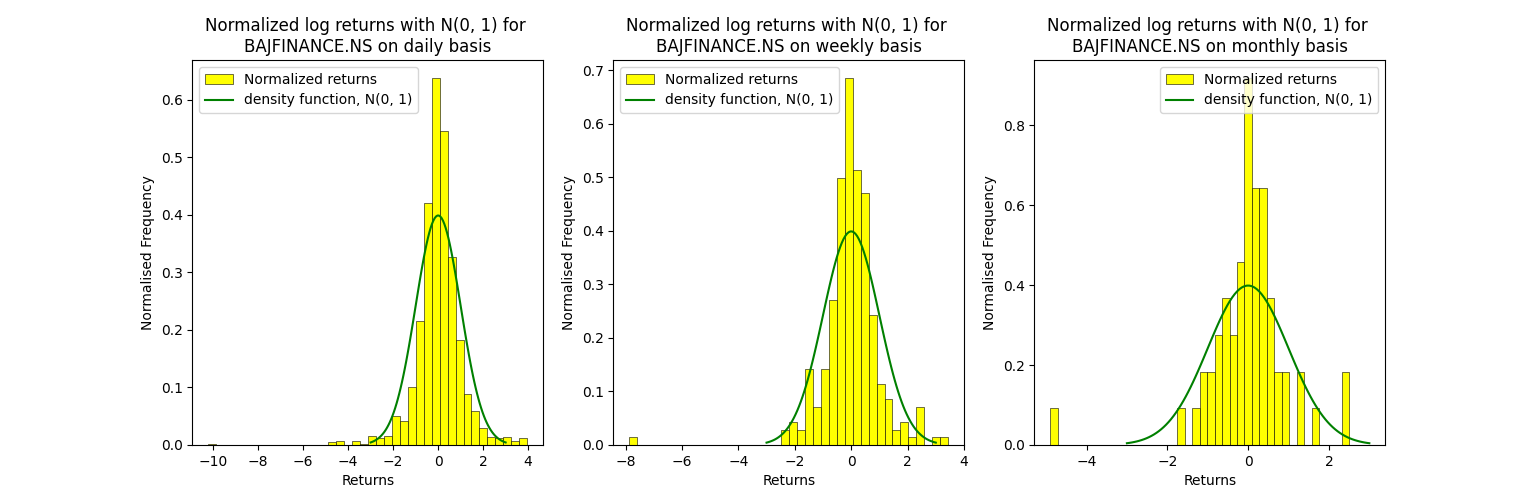 Normalized log returns with N(0, 1) for
BAJFINANCE.NS on daily basis
Normalized returns
density function, N(0, 1)
Normalised Frequency
0.6
0.5
0.4
0.3
0.2
0.1
0.0
−10 −8 −6 −4 −2 0 2 4
Returns
Normalized log returns with N(0, 1) for
BAJFINANCE.NS on weekly basis
Normalized returns
density function, N(0, 1)
Normalised Frequency
0.7
0.6
0.5
0.4
0.3
0.2
0.1
0.0
−8 −6 −4 −2 0 2 4
Returns
Normalized log returns with N(0, 1) for
BAJFINANCE.NS on monthly basis
Normalized returns
density function, N(0, 1)
Normalised Frequency
0.8
0.6
0.4
0.2
0.0
−4 −2 0 2
Returns